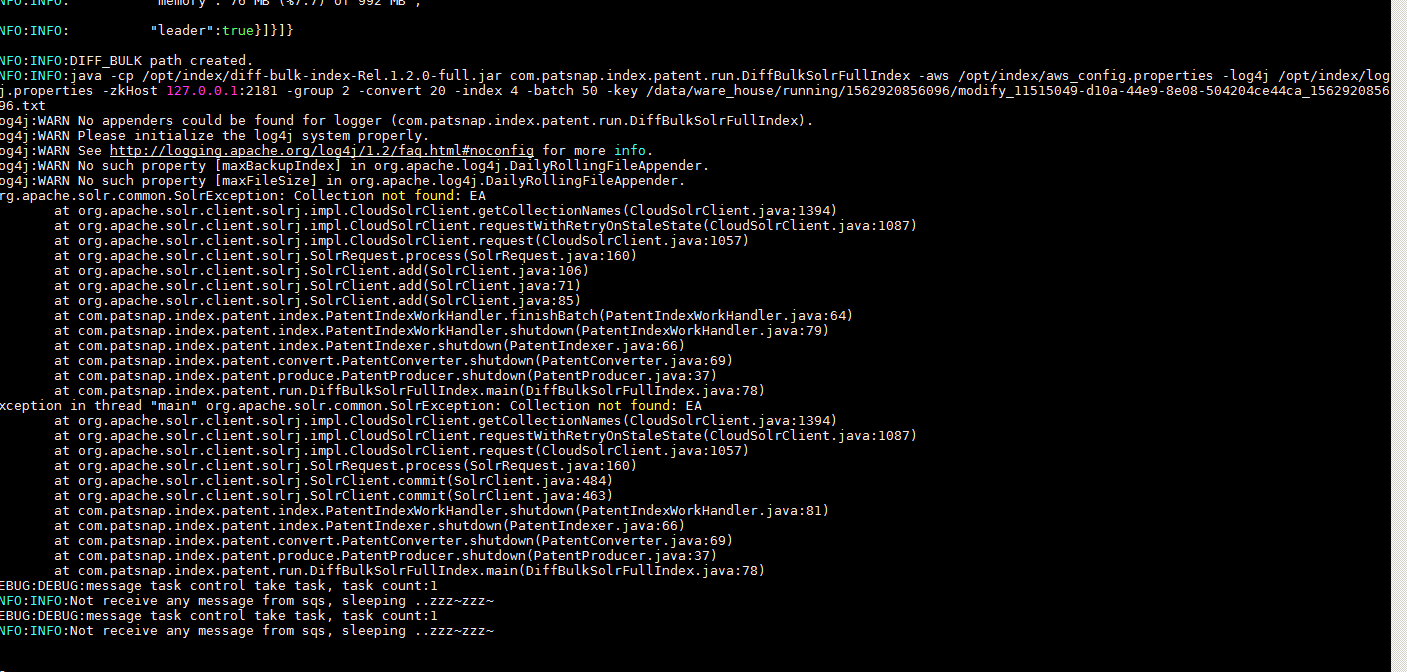 NFO:INFO:          "memory": "76 MB (%7.7) of 992 MB",
NFO:INFO:          "leader":true}]}]}
NFO:INFO:DIFF_BULK path created.
NFO:INFO:java -cp /opt/index/diff-bulk-index-Rel.1.2.0-full.jar com.patsnap.index.patent.run.DiffBulkSolrFullIndex -aws /opt/index/aws_config.properties -log4j /opt/index/log
j.properties -zkHost 127.0.0.1:2181 -group 2 -convert 20 -index 4 -batch 50 -key /data/ware_house/running/1562920856096/modify_11515049-d10a-44e9-8e08-504204ce44ca_1562920856
96.txt
og4j:WARN No appenders could be found for logger (com.patsnap.index.patent.run.DiffBulkSolrFullIndex).
og4j:WARN Please initialize the log4j system properly.
og4j:WARN See http://logging.apache.org/log4j/1.2/faq.html#noconfig for more info.
og4j:WARN No such property [maxBackupIndex] in org.apache.log4j.DailyRollingFileAppender.
og4j:WARN No such property [maxFileSize] in org.apache.log4j.DailyRollingFileAppender.
rg.apache.solr.common.SolrException: Collection not found: EA
at org.apache.solr.client.solrj.impl.CloudSolrClient.getCollectionNames(CloudSolrClient.java:1394)
at org.apache.solr.client.solrj.impl.CloudSolrClient.requestWithRetryOnStaleState(CloudSolrClient.java:1087)
at org.apache.solr.client.solrj.impl.CloudSolrClient.request(CloudSolrClient.java:1057)
at org.apache.solr.client.solrj.SolrRequest.process(SolrRequest.java:160)
at org.apache.solr.client.solrj.SolrClient.add(SolrClient.java:106)
at org.apache.solr.client.solrj.SolrClient.add(SolrClient.java:71)
at org.apache.solr.client.solrj.SolrClient.add(SolrClient.java:85)
at com.patsnap.index.patent.index.PatentIndexWorkHandler.finishBatch(PatentIndexWorkHandler.java:64)
at com.patsnap.index.patent.index.PatentIndexWorkHandler.shutdown(PatentIndexWorkHandler.java:79)
at com.patsnap.index.patent.index.PatentIndexer.shutdown(PatentIndexer.java:66)
at com.patsnap.index.patent.convert.PatentConverter.shutdown(PatentConverter.java:69)
at com.patsnap.index.patent.produce.PatentProducer.shutdown(PatentProducer.java:37)
at com.patsnap.index.patent.run.DiffBulkSolrFullIndex.main(DiffBulkSolrFullIndex.java:78)
xception in thread "main" org.apache.solr.common.SolrException: Collection not found: EA
at org.apache.solr.client.solrj.impl.CloudSolrClient.getCollectionNames(CloudSolrClient.java:1394)
at org.apache.solr.client.solrj.impl.CloudSolrClient.requestWithRetryOnStaleState(CloudSolrClient.java:1087)
at org.apache.solr.client.solrj.impl.CloudSolrClient.request(CloudSolrClient.java:1057)
at org.apache.solr.client.solrj.SolrRequest.process(SolrRequest.java:160)
at org.apache.solr.client.solrj.SolrClient.commit(SolrClient.java:484)
at org.apache.solr.client.solrj.SolrClient.commit(SolrClient.java:463)
at com.patsnap.index.patent.index.PatentIndexWorkHandler.shutdown(PatentIndexWorkHandler.java:81)
at com.patsnap.index.patent.index.PatentIndexer.shutdown(PatentIndexer.java:66)
at com.patsnap.index.patent.convert.PatentConverter.shutdown(PatentConverter.java:69)
at com.patsnap.index.patent.produce.PatentProducer.shutdown(PatentProducer.java:37)
at com.patsnap.index.patent.run.DiffBulkSolrFullIndex.main(DiffBulkSolrFullIndex.java:78)
EBUG:DEBUG:message task control take task, task count:1
NFO:INFO:Not receive any message from sqs, sleeping ..zzz~zzz~
EBUG:DEBUG:message task control take task, task count:1
NFO:INFO:Not receive any message from sqs, sleeping ..zzz~zzz~